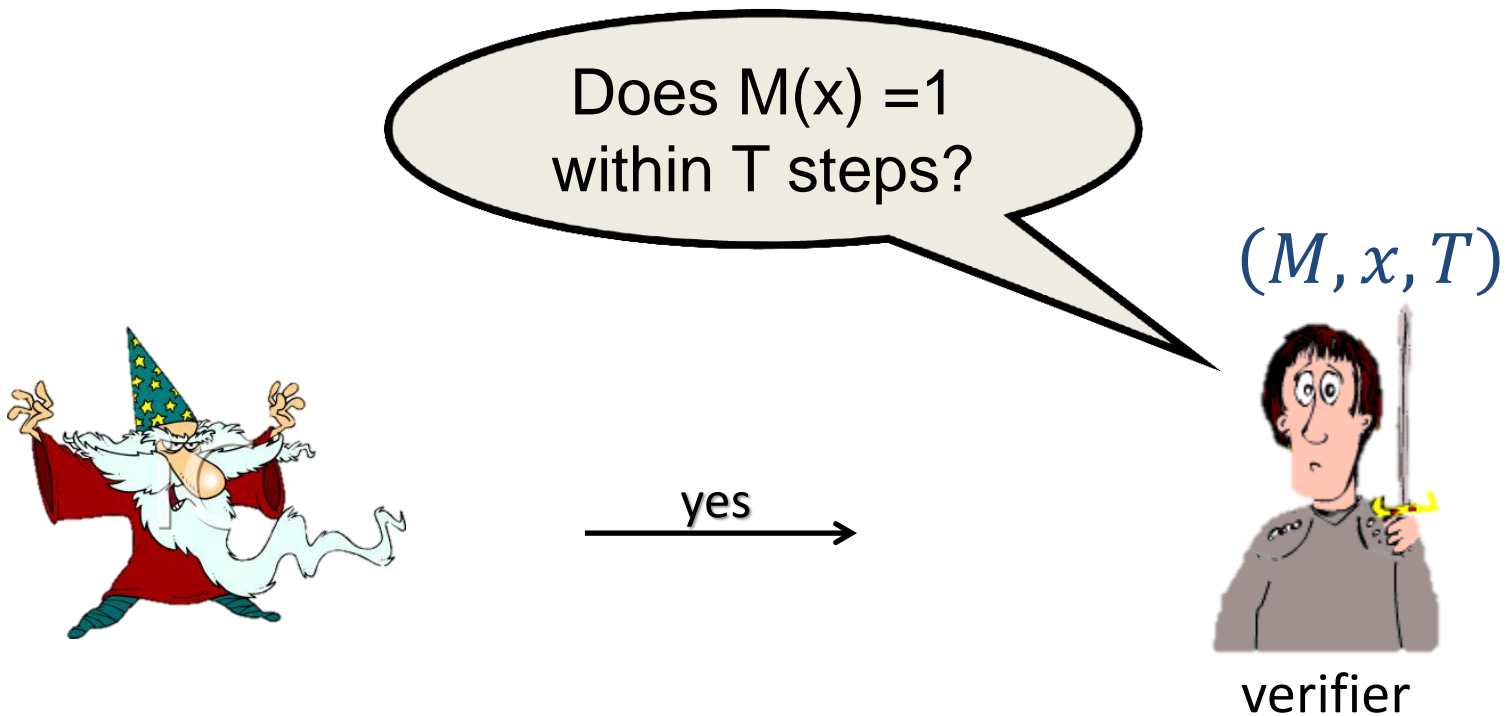 Does M(x) =1
within T steps?
(M, x, T)
yes
verifier